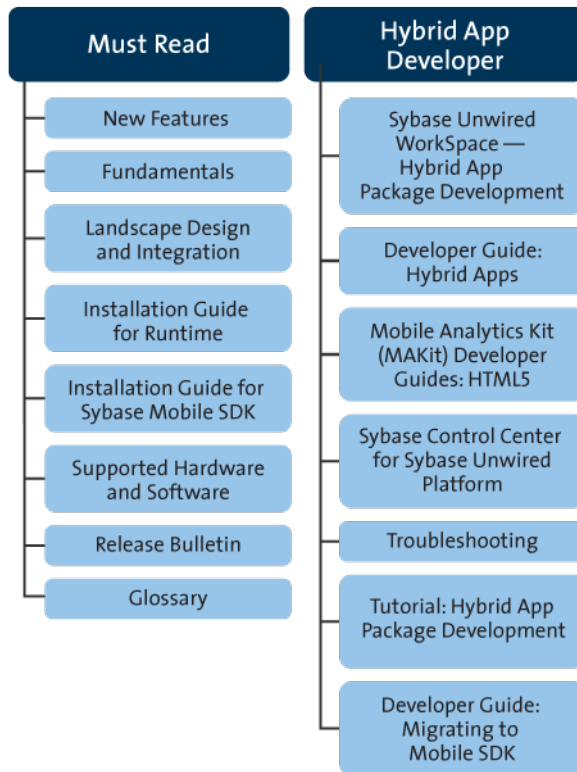 Must Read
New Features
Fundamentals
Landscape Design
and Integration
Installation Guide
for Runtime
Installation Guide for
Sybase Mobile SDK
Supported Hardware
and Software
Release Bulletin
Glossary
Hybrid App
Developer
Sybase Unwired
WorkSpace —
Hybrid App
Package Development
Developer Guide:
Hybrid Apps
Mobile Analytics Kit
(MAKit) Developer
Guides: HTML5
Sybase Control Center
for Sybase Unwired
Platform
Troubleshooting
Tutorial: Hybrid App
Package Development
Developer Guide:
Migrating to
Mobile SDK